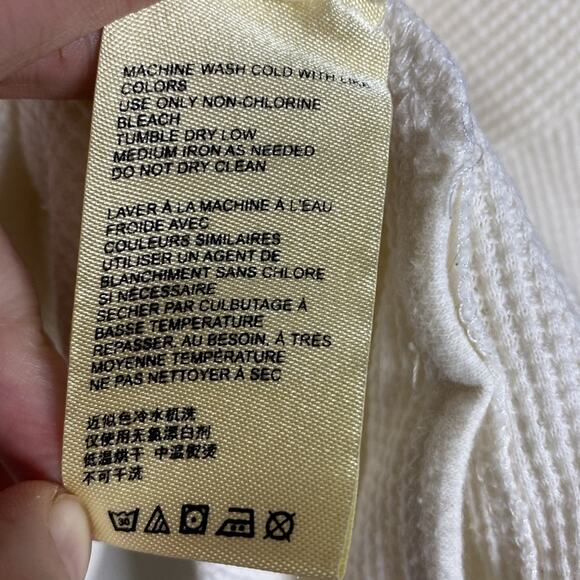 MACHINE WASH COLD WITH LIKE
COLORS
USE ONLY NON-CHLORINE
BLEACH
TUMBLE DRY LOW
MEDIUM IRON AS NEEDED
DO NOT DRY CLEAN
LAVER À LA MACHINE À L'EAU
FROIDE AVEC
COULEURS SIMILAIRES
UTILISER UN AGENT DE
BLANCHIMENT SANS CHLORE
SI NÉCESSAIRE
SÉCHER PAR CULBUTAGE À
BASSE TEMPÉRATURE
REPASSER, AU BESOIN, À TRÈS
MOYENNE TEMPÉRATURE
NE PAS NETTOYER À SEC
近似色冷水机洗
仅使用无氯漂白剂
低温烘干 中温熨烫
不可干洗
30